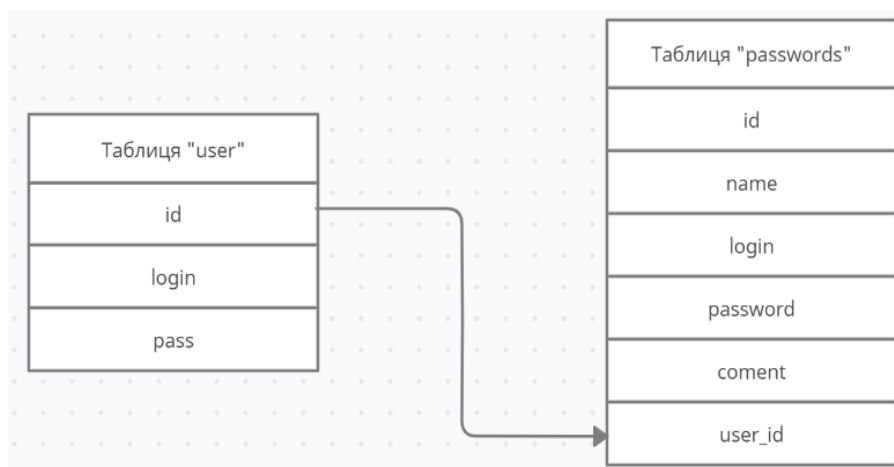 Таблиця "user"
id
login
pass
Таблиця "passwords"
id
name
login
password
coment
user_id